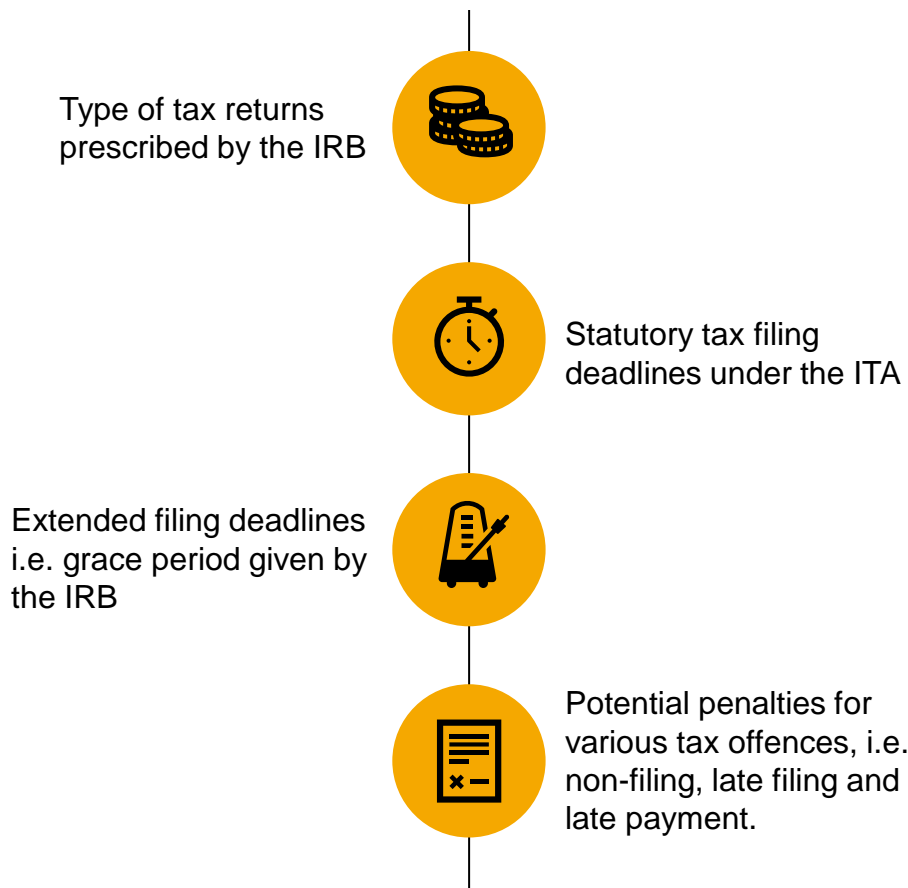 Type of tax returns
prescribed by the IRB
Statutory tax filing
deadlines under the ITA
Extended filing deadlines
i.e. grace period given by
the IRB
Potential penalties for
various tax offences, i.e.
non-filing, late filing and
late payment.